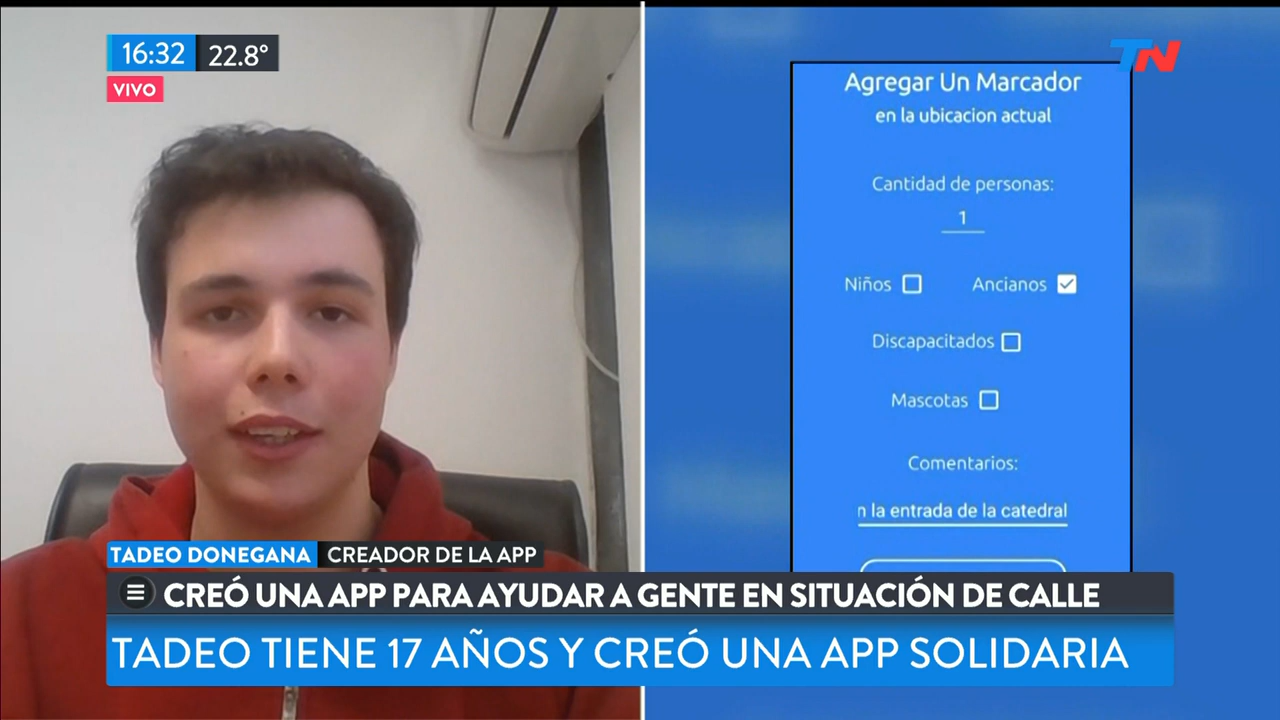 16:32 22.8°
VIVO
TN
Agregar Un Marcador
en la ubicacion actual
Cantidad de personas:
1
Niños Ancianos
Discapacitados
Mascotas
Comentarios:
n la entrada de la catedral
TADEO DONEGANA CREADOR DE LA APP
CREÓ UNA APP PARA AYUDAR A GENTE EN SITUACIÓN DE CALLE
TADEO TIENE 17 AÑOS Y CREÓ UNA APP SOLIDARIA